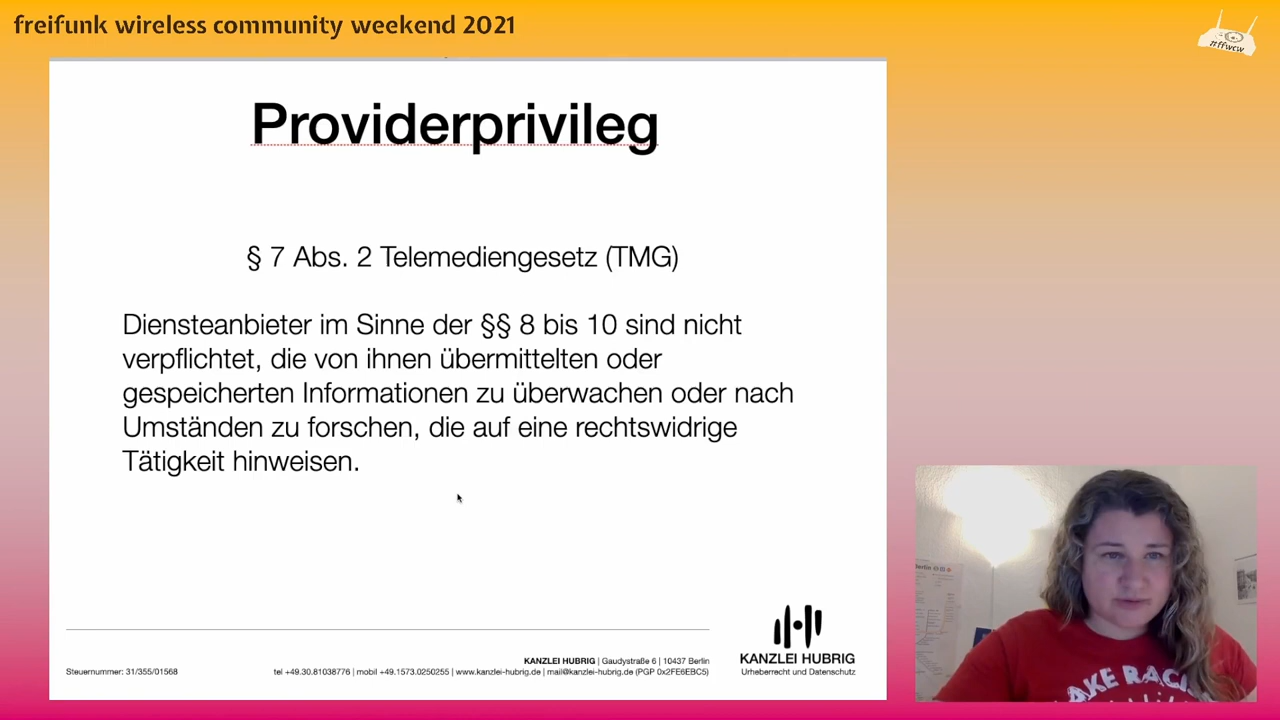 freifunk wireless community weekend 2021
#ffwcw
Providerprivileg
§ 7 Abs. 2 Telemediengesetz (TMG)
Diensteanbieter im Sinne der §§ 8 bis 10 sind nicht
verpflichtet, die von ihnen übermittelten oder
gespeicherten Informationen zu überwachen oder nach
Umständen zu forschen, die auf eine rechtswidrige
Tätigkeit hinweisen.
KANZLEI HUBRIG | Gaudystraße 6 | 10437 Berlin
Steuernummer: 31/355/01568
tel +49.30.81038776 | mobil +49.1573.0250255 | www.kanzlei-hubrig.de | mail@kanzlei-hubrig.de (PGP 0x2FE6EBC5)
KANZLEI HUBRIG
Urheberrecht und Datenschutz